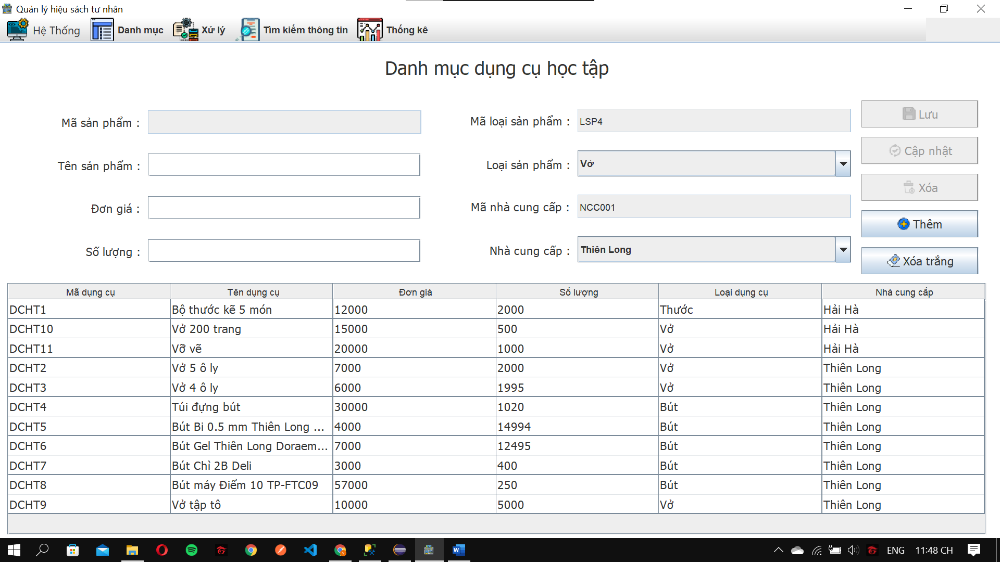 Quản lý hiệu sách tư nhân
Hệ Thống Danh mục Xử lý Tìm kiếm thông tin Thống kê
Danh mục dụng cụ học tập
Mã sản phẩm : Mã loại sản phẩm : LSP4 Lưu
Tên sản phẩm : Loại sản phẩm : Vở Cập nhật
Xóa
Đơn giá : Mã nhà cung cấp : NCC001
Thêm
Số lượng : Nhà cung cấp : Thiên Long Xóa trắng
Mã dụng cụ Tên dụng cụ Đơn giá Số lượng Loại dụng cụ Nhà cung cấp
DCHT1 Bộ thước kẽ 5 món 12000 2000 Thước Hải Hà
DCHT10 Vở 200 trang 15000 500 Vở Hải Hà
DCHT11 Vỡ vẽ 20000 1000 Vở Hải Hà
DCHT2 Vở 5 ô ly 7000 2000 Vở Thiên Long
DCHT3 Vở 4 ô ly 6000 1995 Vở Thiên Long
DCHT4 Túi đựng bút 30000 1020 Bút Thiên Long
DCHT5 Bút Bi 0.5 mm Thiên Long ... 4000 14994 Bút Thiên Long
DCHT6 Bút Gel Thiên Long Doraem... 7000 12495 Bút Thiên Long
DCHT7 Bút Chì 2B Deli 3000 400 Bút Thiên Long
DCHT8 Bút máy Điểm 10 TP-FTC09 57000 250 Bút Thiên Long
DCHT9 Vở tập tô 10000 5000 Vở Thiên Long
ENG 11:48 CH